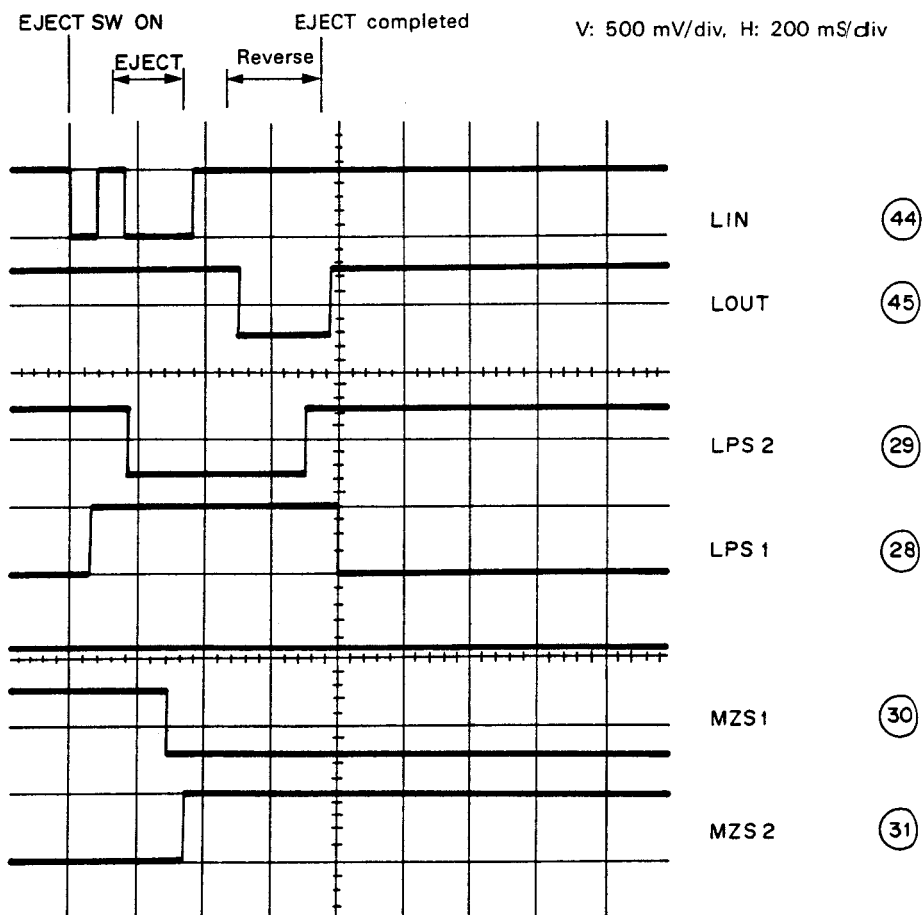 EJECT SW ON
EJECT completed
V: 500 mV/div, H: 200 mS/div
EJECT
Reverse
LIN 44
LOUT 45
LPS 2 29
LPS 1 28
MZS 1 30
MZS 2 31